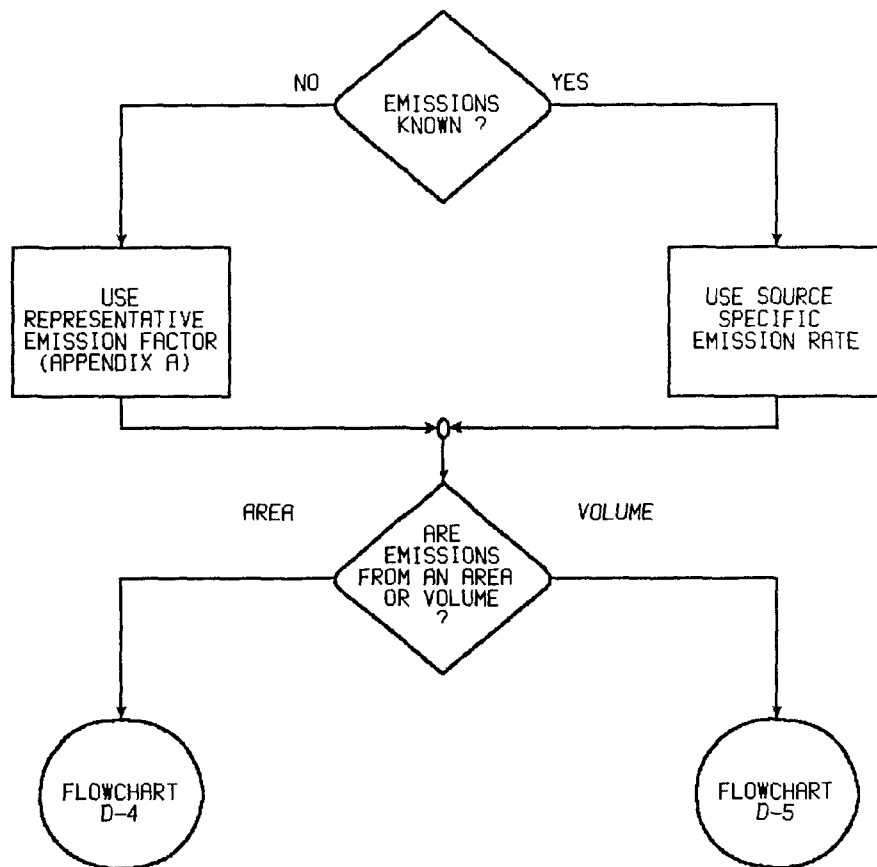 NO
YES
EMISSIONS
KNOWN ?
USE
REPRESENTATIVE
EMISSION FACTOR
(APPENDIX A)
USE SOURCE
SPECIFIC
EMISSION RATE
AREA
VOLUME
ARE
EMISSIONS
FROM AN AREA
OR VOLUME
?
FLOWCHART
D-4
FLOWCHART
D-5